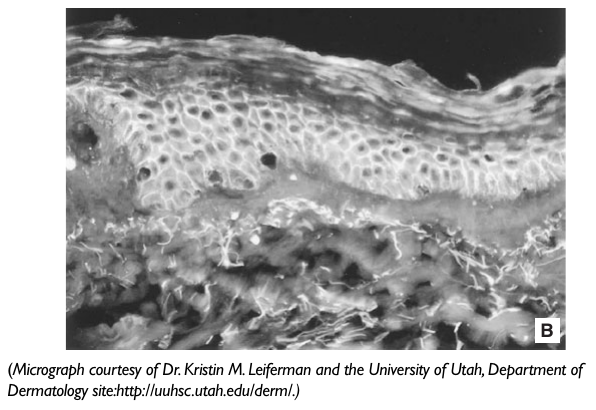 B
(Micrograph courtesy of Dr. Kristin M. Leiferman and the University of Utah, Department of
Dermatology site:http://uuhsc.utah.edu/derm/.)